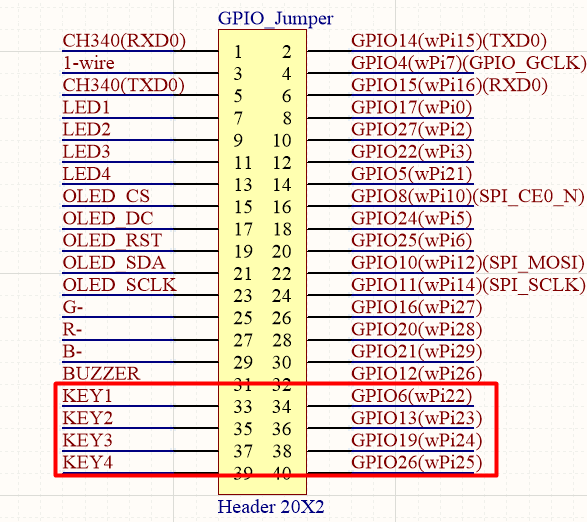 GPIO_Jumper
CH340(RXD0) 1 2 GPIO14(wPi15)(TXD0)
1-wire 3 4 GPIO4(wPi7)(GPIO_GCLK)
CH340(TXD0) 5 6 GPIO15(wPi16)(RXD0)
LED1 7 8 GPIO17(wPi0)
LED2 9 10 GPIO27(wPi2)
LED3 11 12 GPIO22(wPi3)
LED4 13 14 GPIO5(wPi21)
OLED_CS 15 16 GPIO8(wPi10)(SPI_CE0_N)
OLED_DC 17 18 GPIO24(wPi5)
OLED_RST 19 20 GPIO25(wPi6)
OLED_SDA 21 22 GPIO10(wPi12)(SPI_MOSI)
OLED_SCLK 23 24 GPIO11(wPi14)(SPI_SCLK)
G- 25 26 GPIO16(wPi27)
R- 27 28 GPIO20(wPi28)
B- 29 30 GPIO21(wPi29)
BUZZER 31 32 GPIO12(wPi26)
KEY1 33 34 GPIO6(wPi22)
KEY2 35 36 GPIO13(wPi23)
KEY3 37 38 GPIO19(wPi24)
KEY4 39 40 GPIO26(wPi25)
Header 20X2